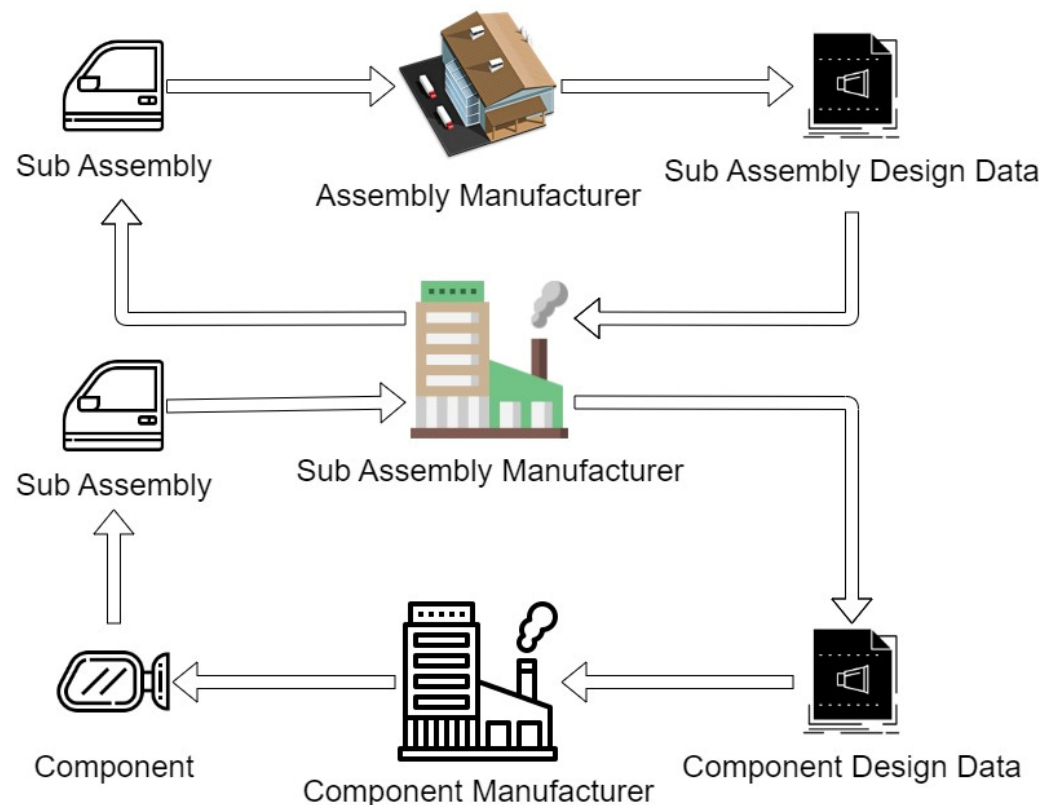 Sub Assembly
Assembly Manufacturer
Sub Assembly Design Data
Sub Assembly
Sub Assembly Manufacturer
Component
Component Manufacturer
Component Design Data